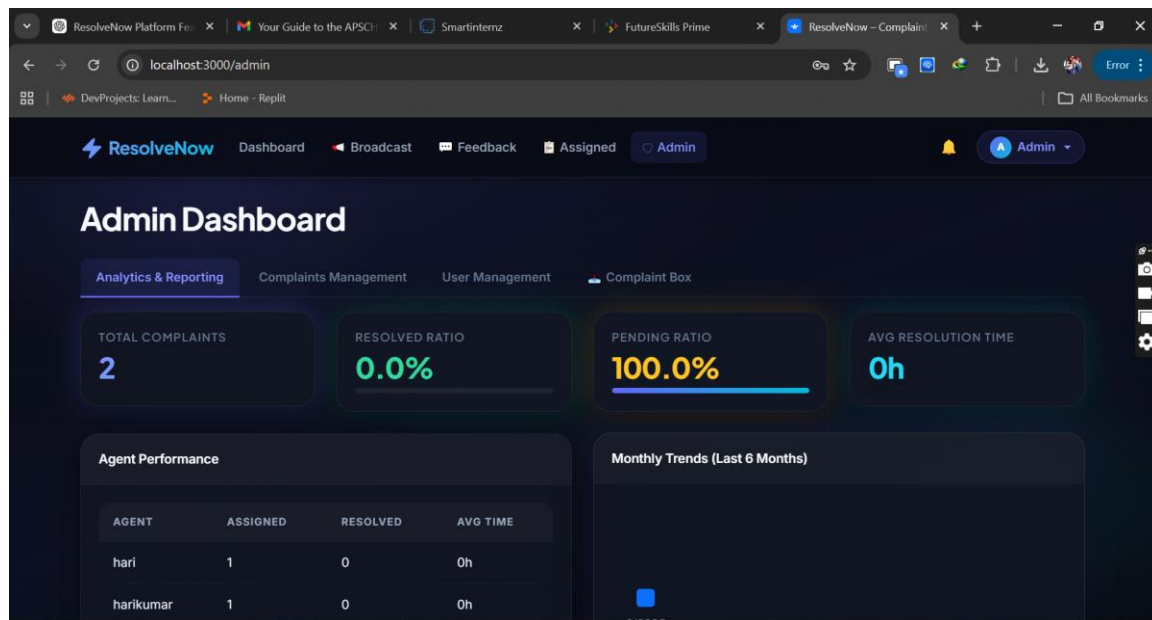 ResolveNow Platform Fe
Your Guide to the APSCH
Smartinternz
FutureSkills Prime
ResolveNow – Complain
localhost:3000/admin
Error
DevProjects: Learn...
Home - Replit
All Bookmarks
ResolveNow
Dashboard
Broadcast
Feedback
Assigned
Admin
A
Admin
Admin Dashboard
Analytics & Reporting
Complaints Management
User Management
Complaint Box
TOTAL COMPLAINTS
2
RESOLVED RATIO
0.0%
PENDING RATIO
100.0%
AVG RESOLUTION TIME
0h
Agent Performance
AGENT ASSIGNED RESOLVED AVG TIME
hari 1 0 0h
harikumar 1 0 0h
Monthly Trends (Last 6 Months)